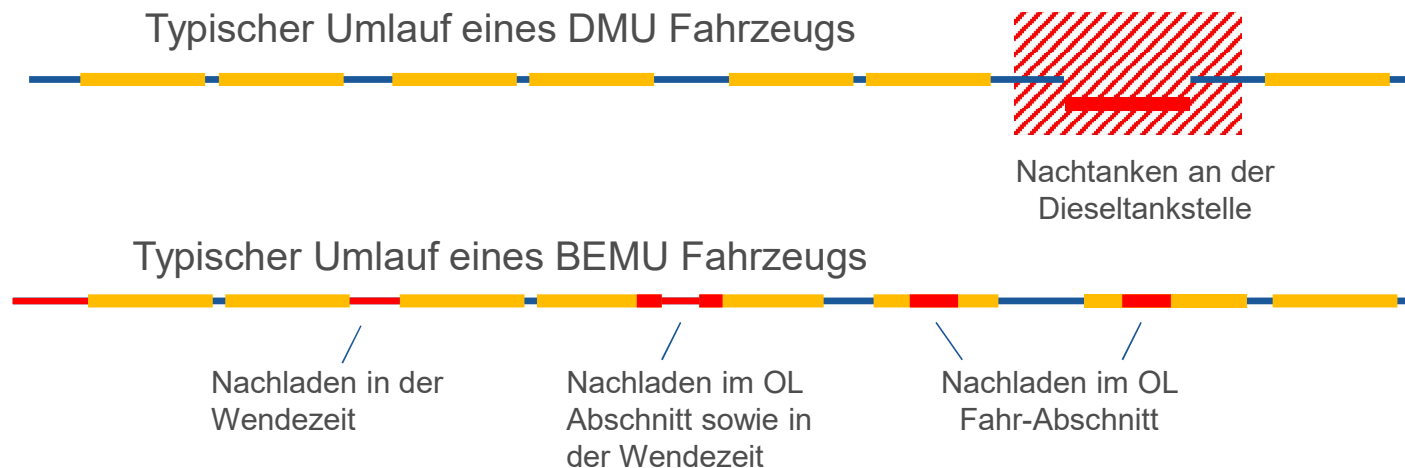 Typischer Umlauf eines DMU Fahrzeugs
Nachtanken an der
Dieseltankstelle
Typischer Umlauf eines BEMU Fahrzeugs
Nachladen in der
Wendezeit
Nachladen im OL
Abschnitt sowie in
der Wendezeit
Nachladen im OL
Fahr-Abschnitt